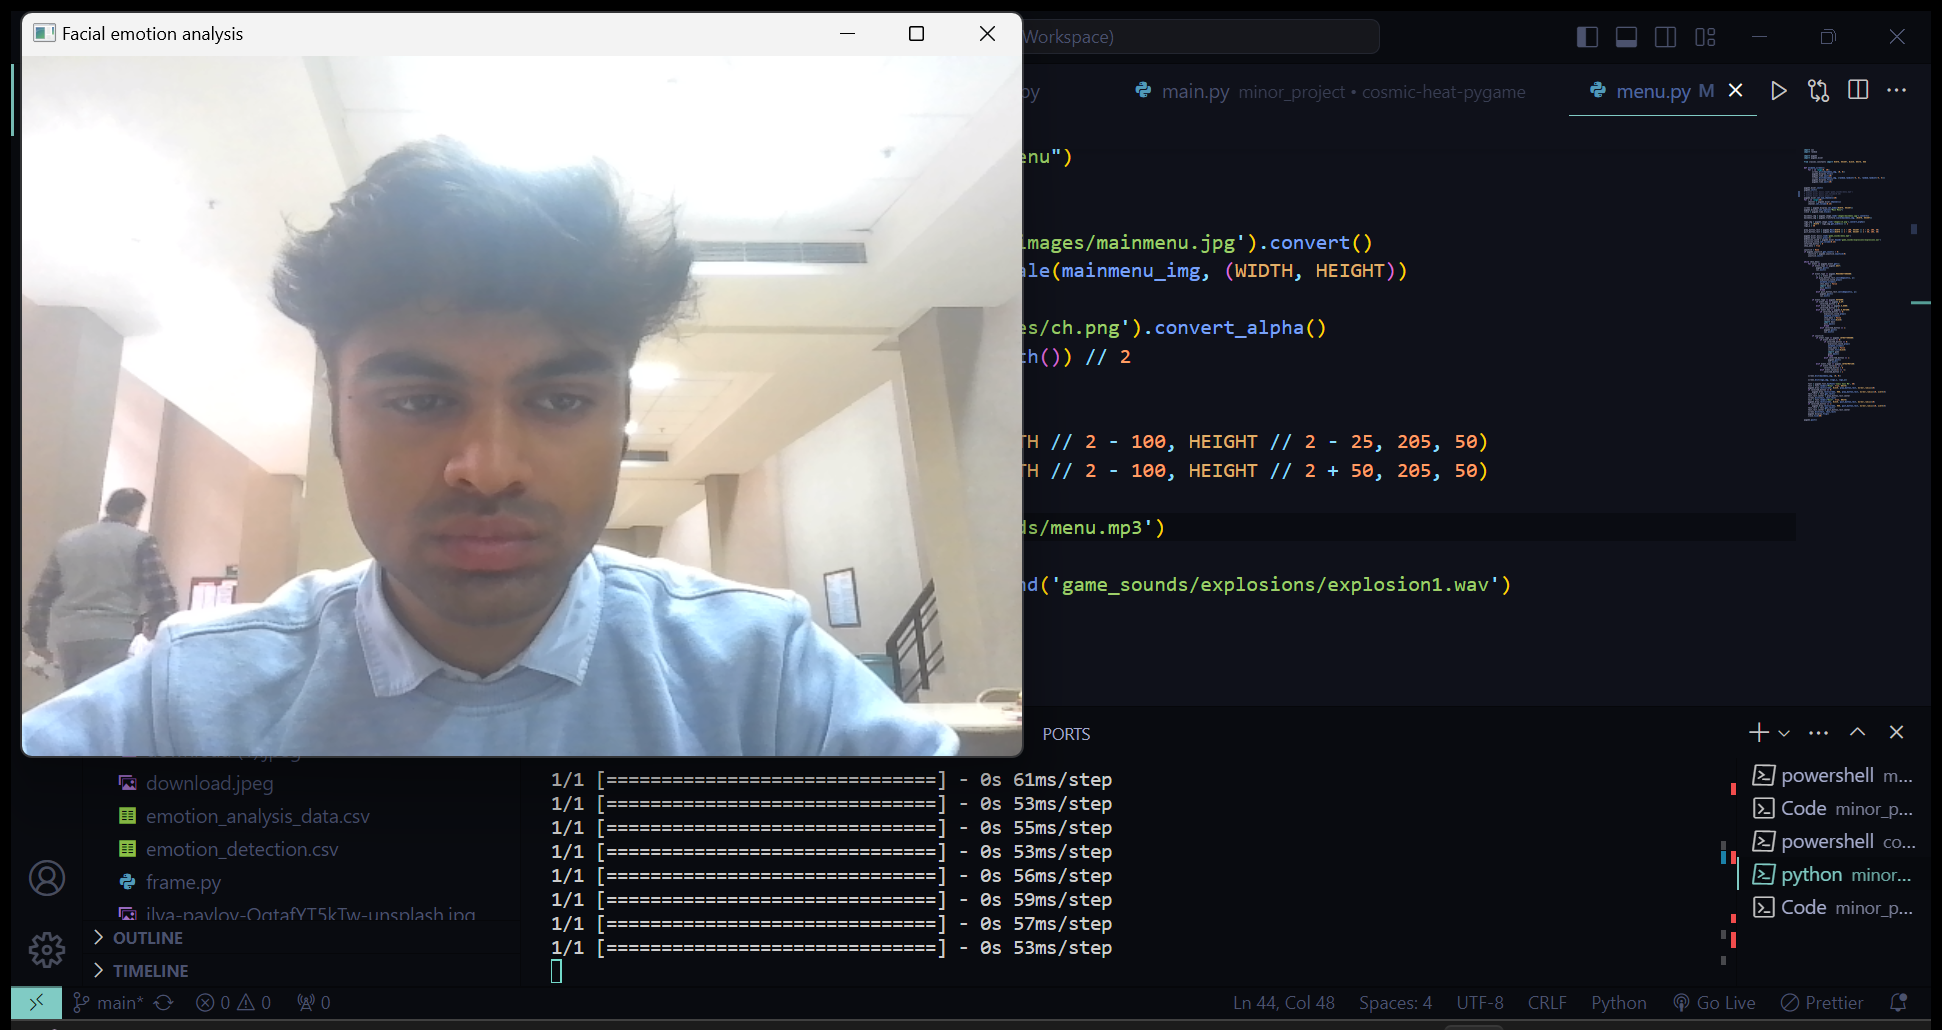 Facial emotion analysis
Workspace)
py
main.py minor_project • cosmic-heat-pygame
menu.py M
enu")
images/mainmenu.jpg').convert()
ale(mainmenu_img, (WIDTH, HEIGHT))
es/ch.png').convert_alpha()
th()) // 2
TH // 2 - 100, HEIGHT // 2 - 25, 205, 50)
TH // 2 - 100, HEIGHT // 2 + 50, 205, 50)
ds/menu.mp3')
nd('game_sounds/explosions/explosion1.wav')
PORTS
download.jpeg
emotion_analysis_data.csv
emotion_detection.csv
frame.py
ilya-pavlov-OqtafYT5kTw-unsplash.jpg
OUTLINE
TIMELINE
1/1 [==============================] - 0s 61ms/step
1/1 [==============================] - 0s 53ms/step
1/1 [==============================] - 0s 55ms/step
1/1 [==============================] - 0s 53ms/step
1/1 [==============================] - 0s 56ms/step
1/1 [==============================] - 0s 59ms/step
1/1 [==============================] - 0s 57ms/step
1/1 [==============================] - 0s 53ms/step
powershell m...
Code minor_p...
powershell co...
python minor...
Code minor_p...
main* 0 0 0
Ln 44, Col 48 Spaces: 4 UTF-8 CRLF Python Go Live Prettier